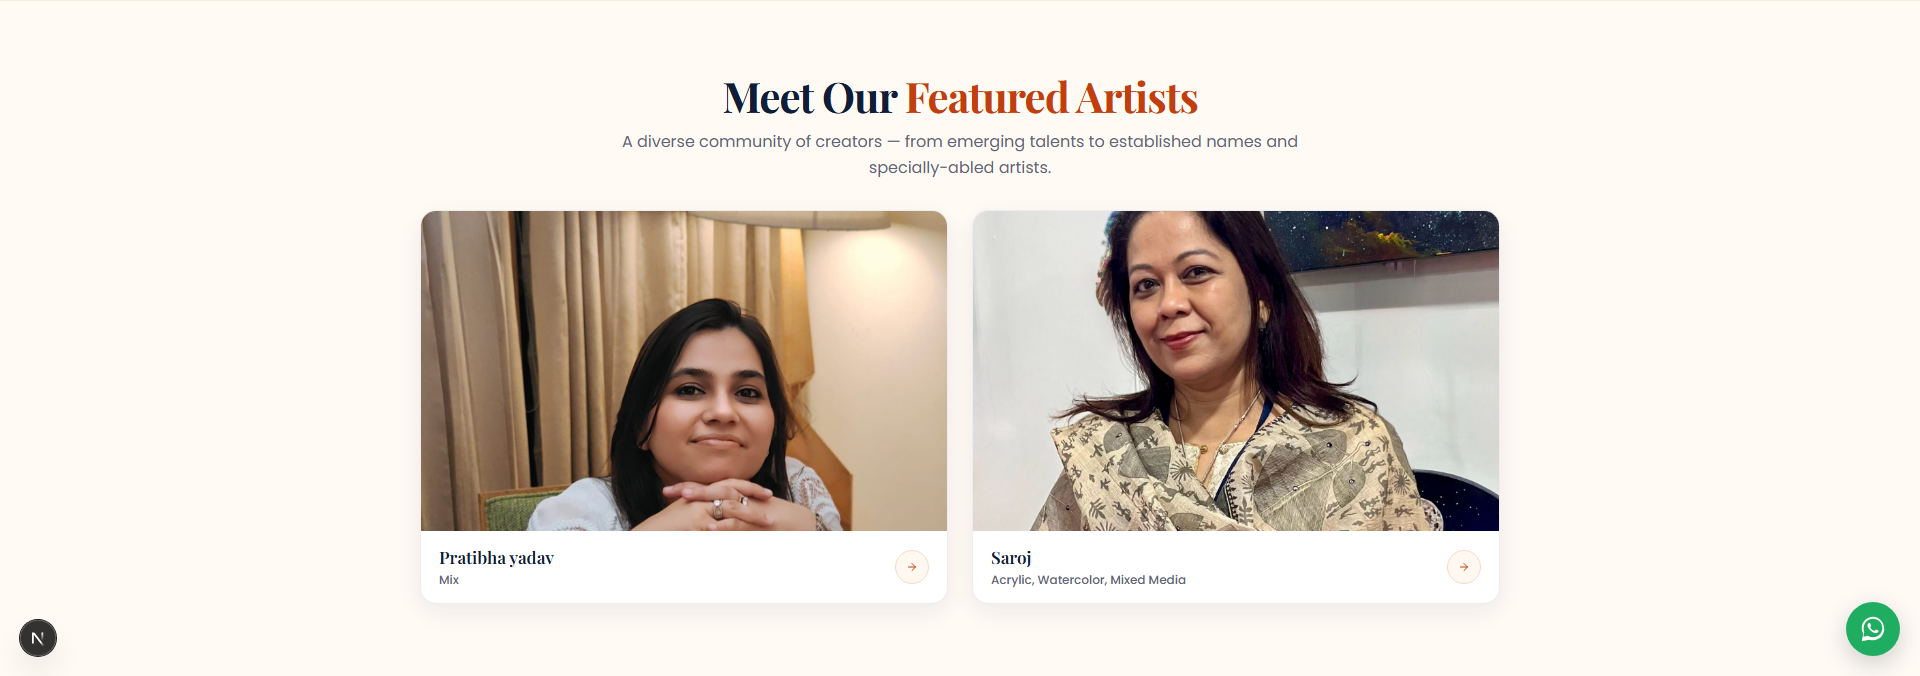 Meet Our Featured Artists
A diverse community of creators — from emerging talents to established names and
specially-abled artists.
Pratibha yadav
Mix
Saroj
Acrylic, Watercolor, Mixed Media
N